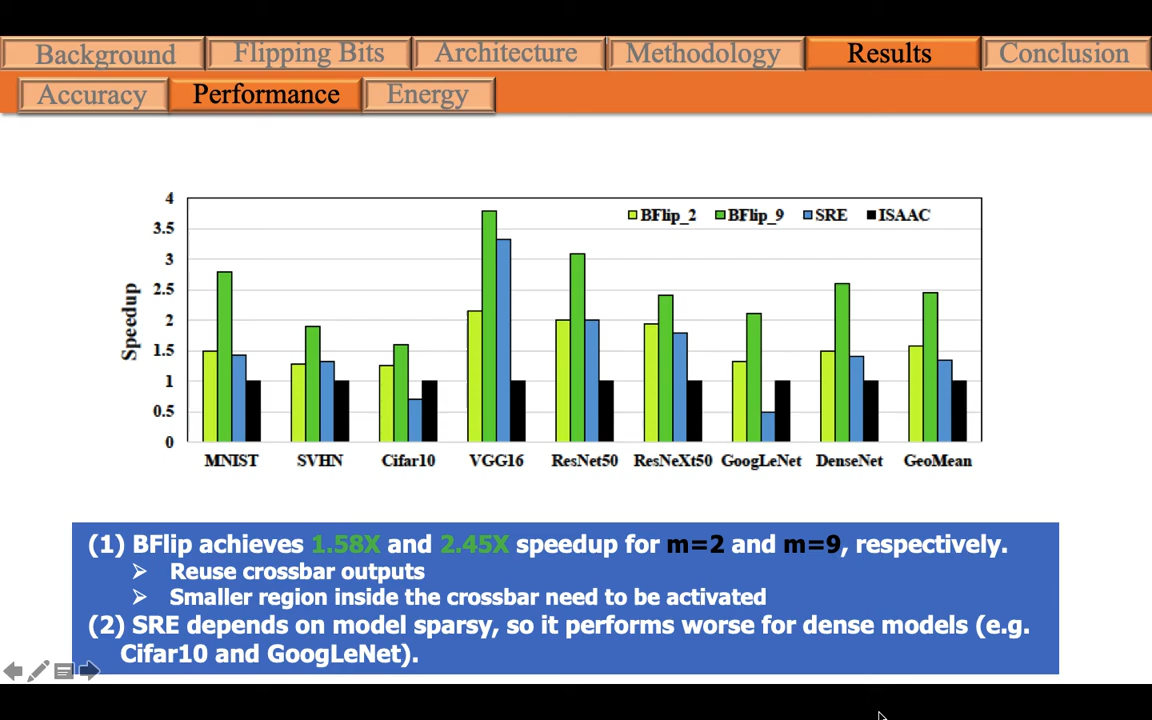 Background Flipping Bits Architecture Methodology Results Conclusion
Accuracy Performance Energy
4
BFlip_2 BFlip_9 SRE ISAAC
3.5
3
2.5
2
1.5
1
0.5
0
Speedup
MNIST SVHN Cifar10 VGG16 ResNet50 ResNeXt50 GoogLeNet DenseNet GeoMean
(1) BFlip achieves 1.58X and 2.45X speedup for m=2 and m=9, respectively.
➢ Reuse crossbar outputs
➢ Smaller region inside the crossbar need to be activated
(2) SRE depends on model sparsy, so it performs worse for dense models (e.g.
Cifar10 and GoogLeNet).